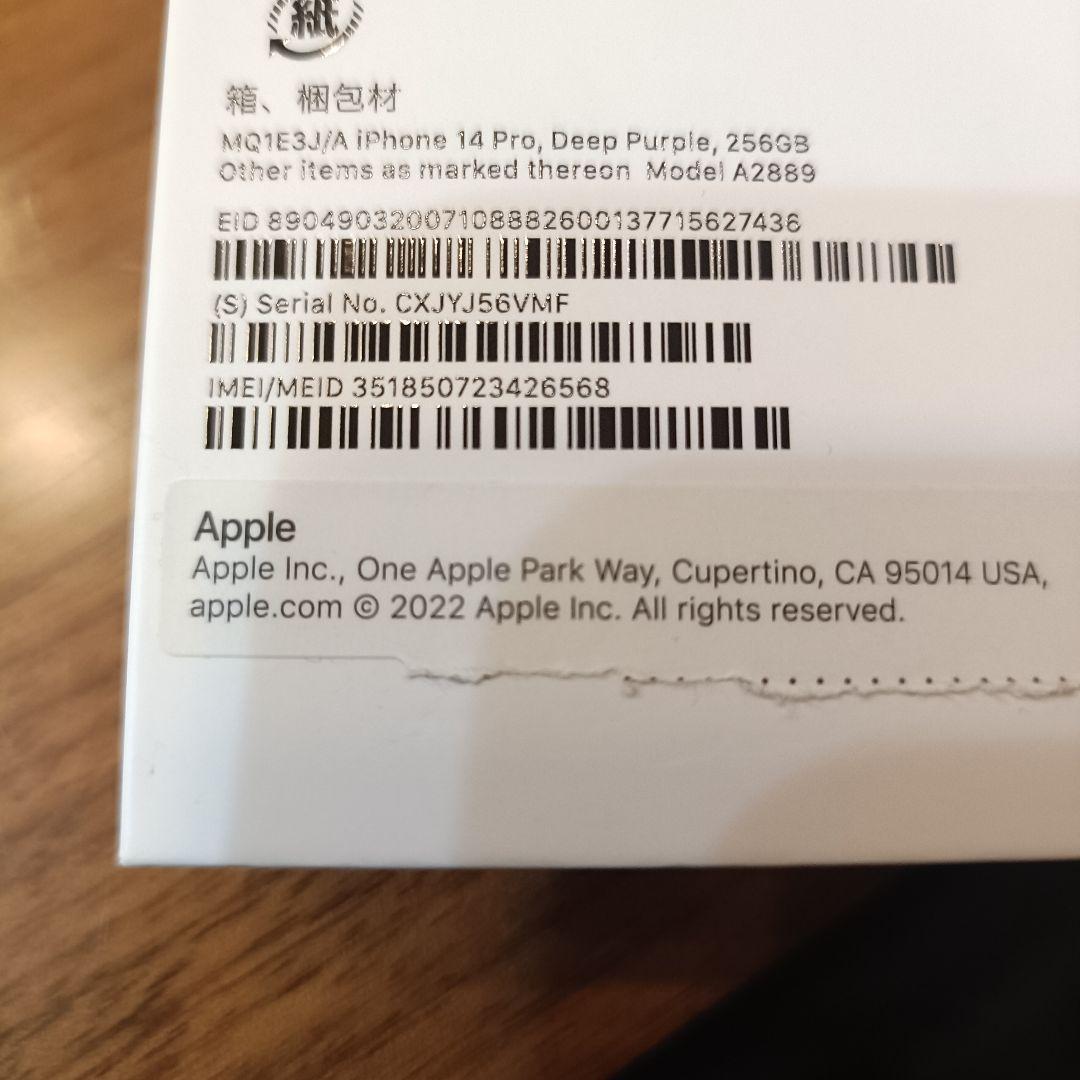 紙
箱、梱包材
MQ1E3J/A iPhone 14 Pro, Deep Purple, 256GB
Other items as marked thereon Model A2889
EID 89049032007108882600137715627436
(S) Serial No. CXJYJ56VMF
IMEI/MEID 351850723426568
Apple
Apple Inc., One Apple Park Way, Cupertino, CA 95014 USA,
apple.com © 2022 Apple Inc. All rights reserved.